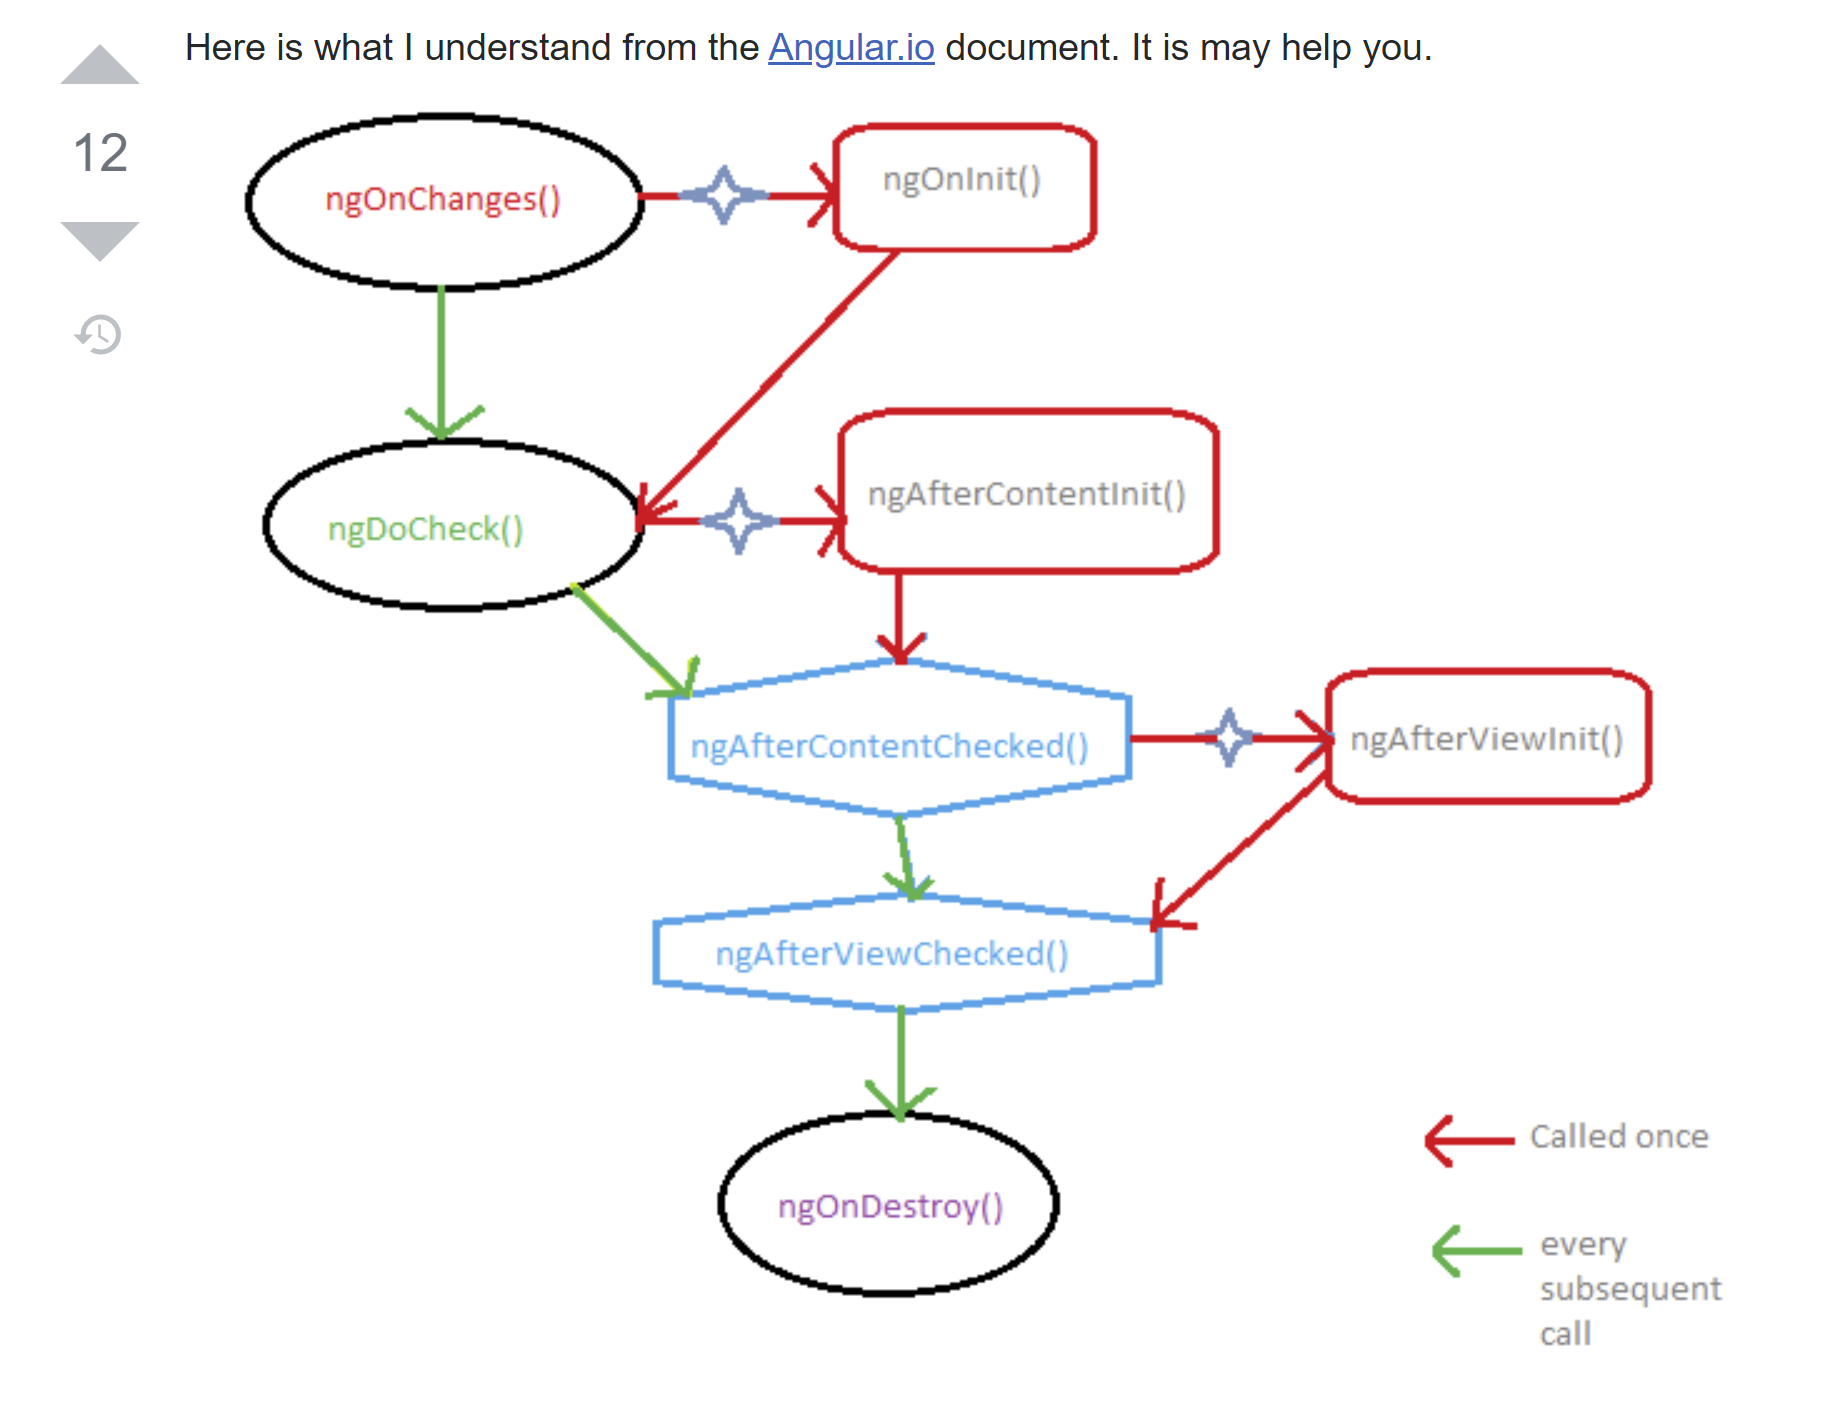 Here is what I understand from the Angular.io document. It is may help you.
12
ngOnChanges()
ngOnInit()
ngDoCheck()
ngAfterContentInit()
ngAfterContentChecked()
ngAfterViewInit()
ngAfterViewChecked()
ngOnDestroy()
Called once
every
subsequent
call